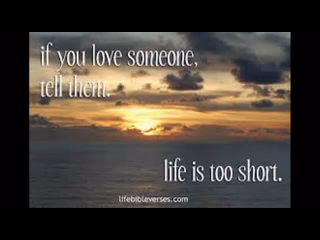 if you love someone,
tell them.
life is too short.
lifebibleverses.com